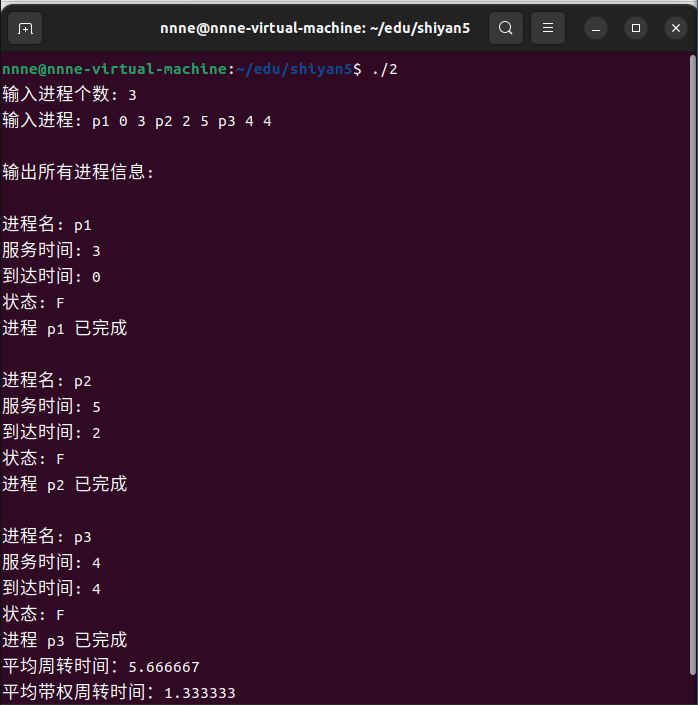 nnne@nnne-virtual-machine: ~/edu/shiyan5
nnne@nnne-virtual-machine:~/edu/shiyan5$ ./2
输入进程个数: 3
输入进程: p1 0 3 p2 2 5 p3 4 4
输出所有进程信息:
进程名: p1
服务时间: 3
到达时间: 0
状态: F
进程 p1 已完成
进程名: p2
服务时间: 5
到达时间: 2
状态: F
进程 p2 已完成
进程名: p3
服务时间: 4
到达时间: 4
状态: F
进程 p3 已完成
平均周转时间：5.666667
平均带权周转时间：1.333333